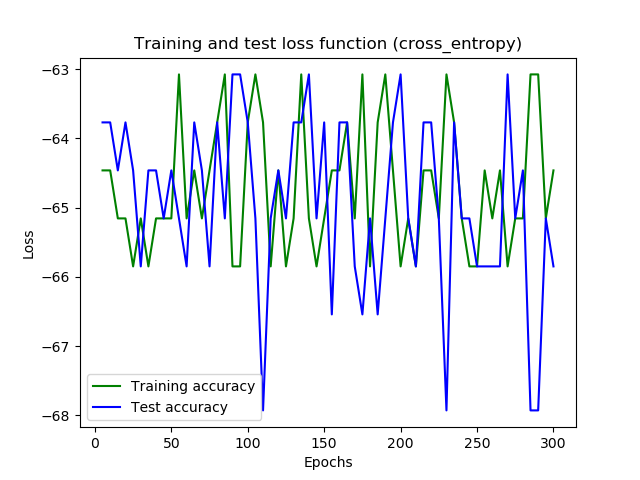 Training and test loss function (cross_entropy)
−63
−64
−65
−66
−67
−68
Loss
Training accuracy
Test accuracy
0 50 100 150 200 250 300
Epochs